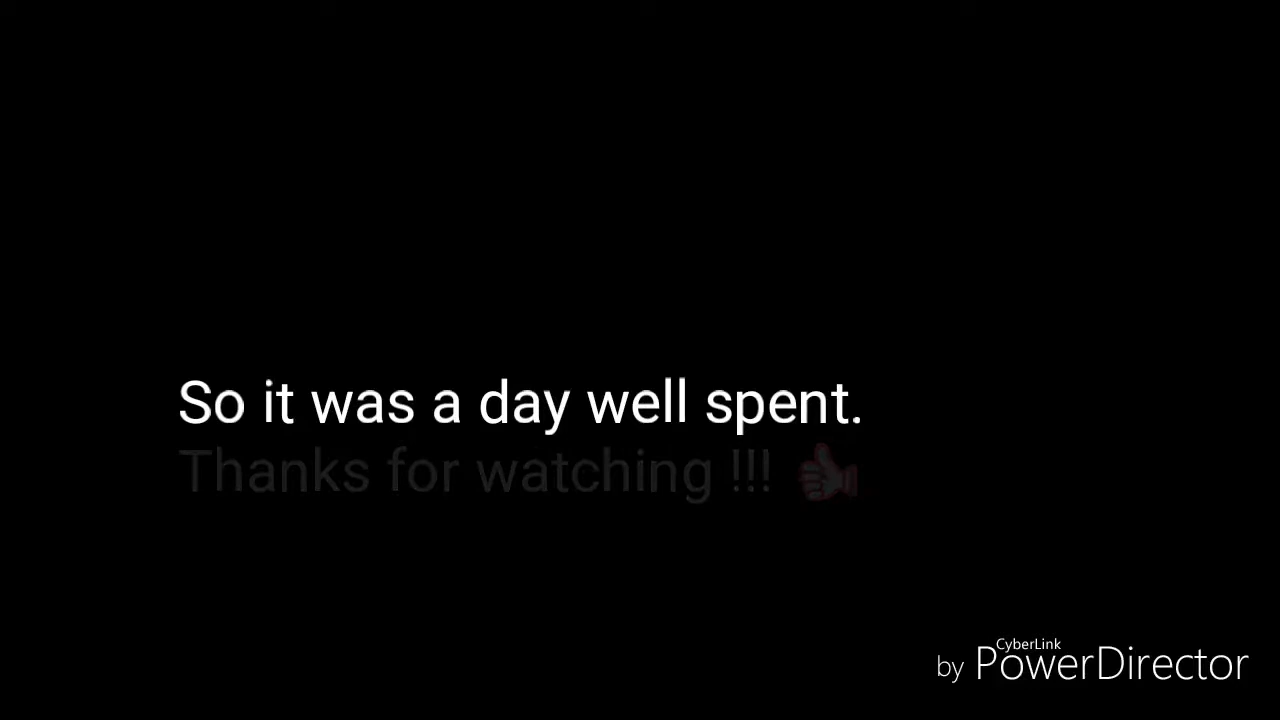 So it was a day well spent.
Thanks for watching !!! 👍
CyberLink
by PowerDirector